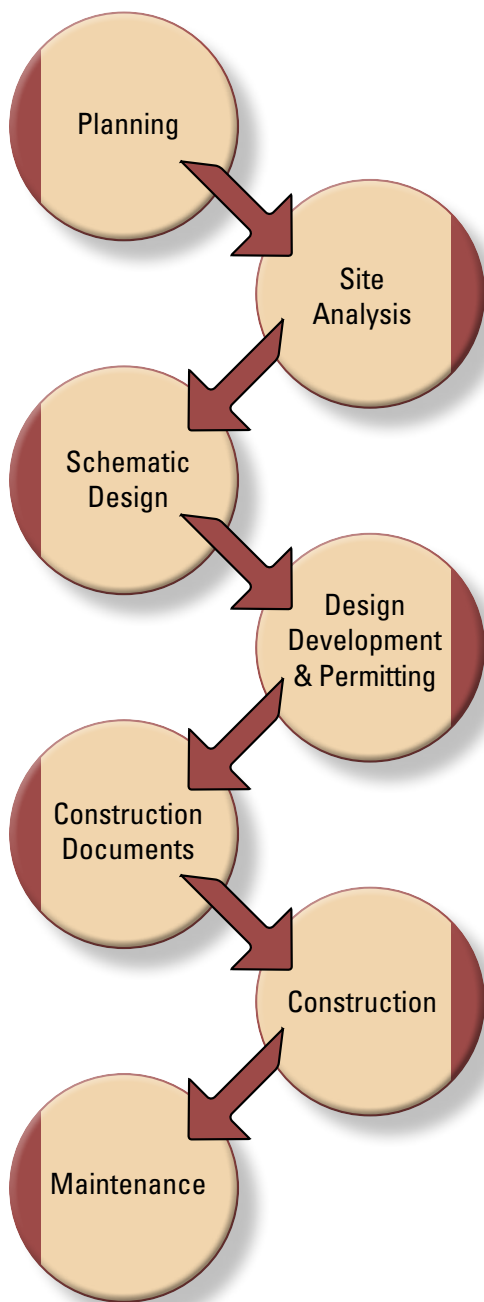 Planning
Site
Analysis
Schematic
Design
Design
Development
& Permitting
Construction
Documents
Construction
Maintenance